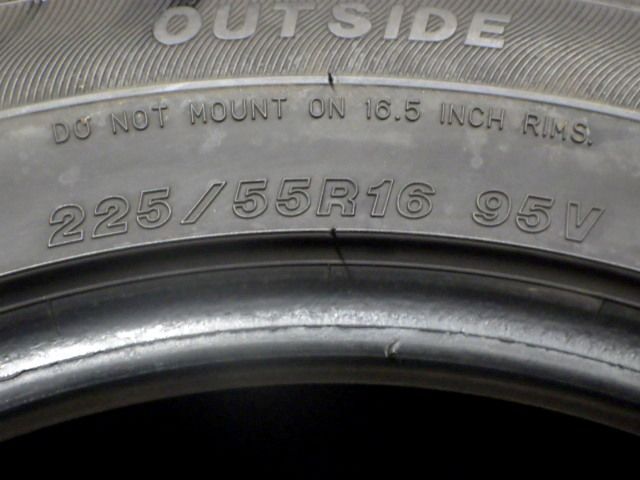 OUTSIDE
DO NOT MOUNT ON 16.5 INCH RIMS.
225/55R16 95V